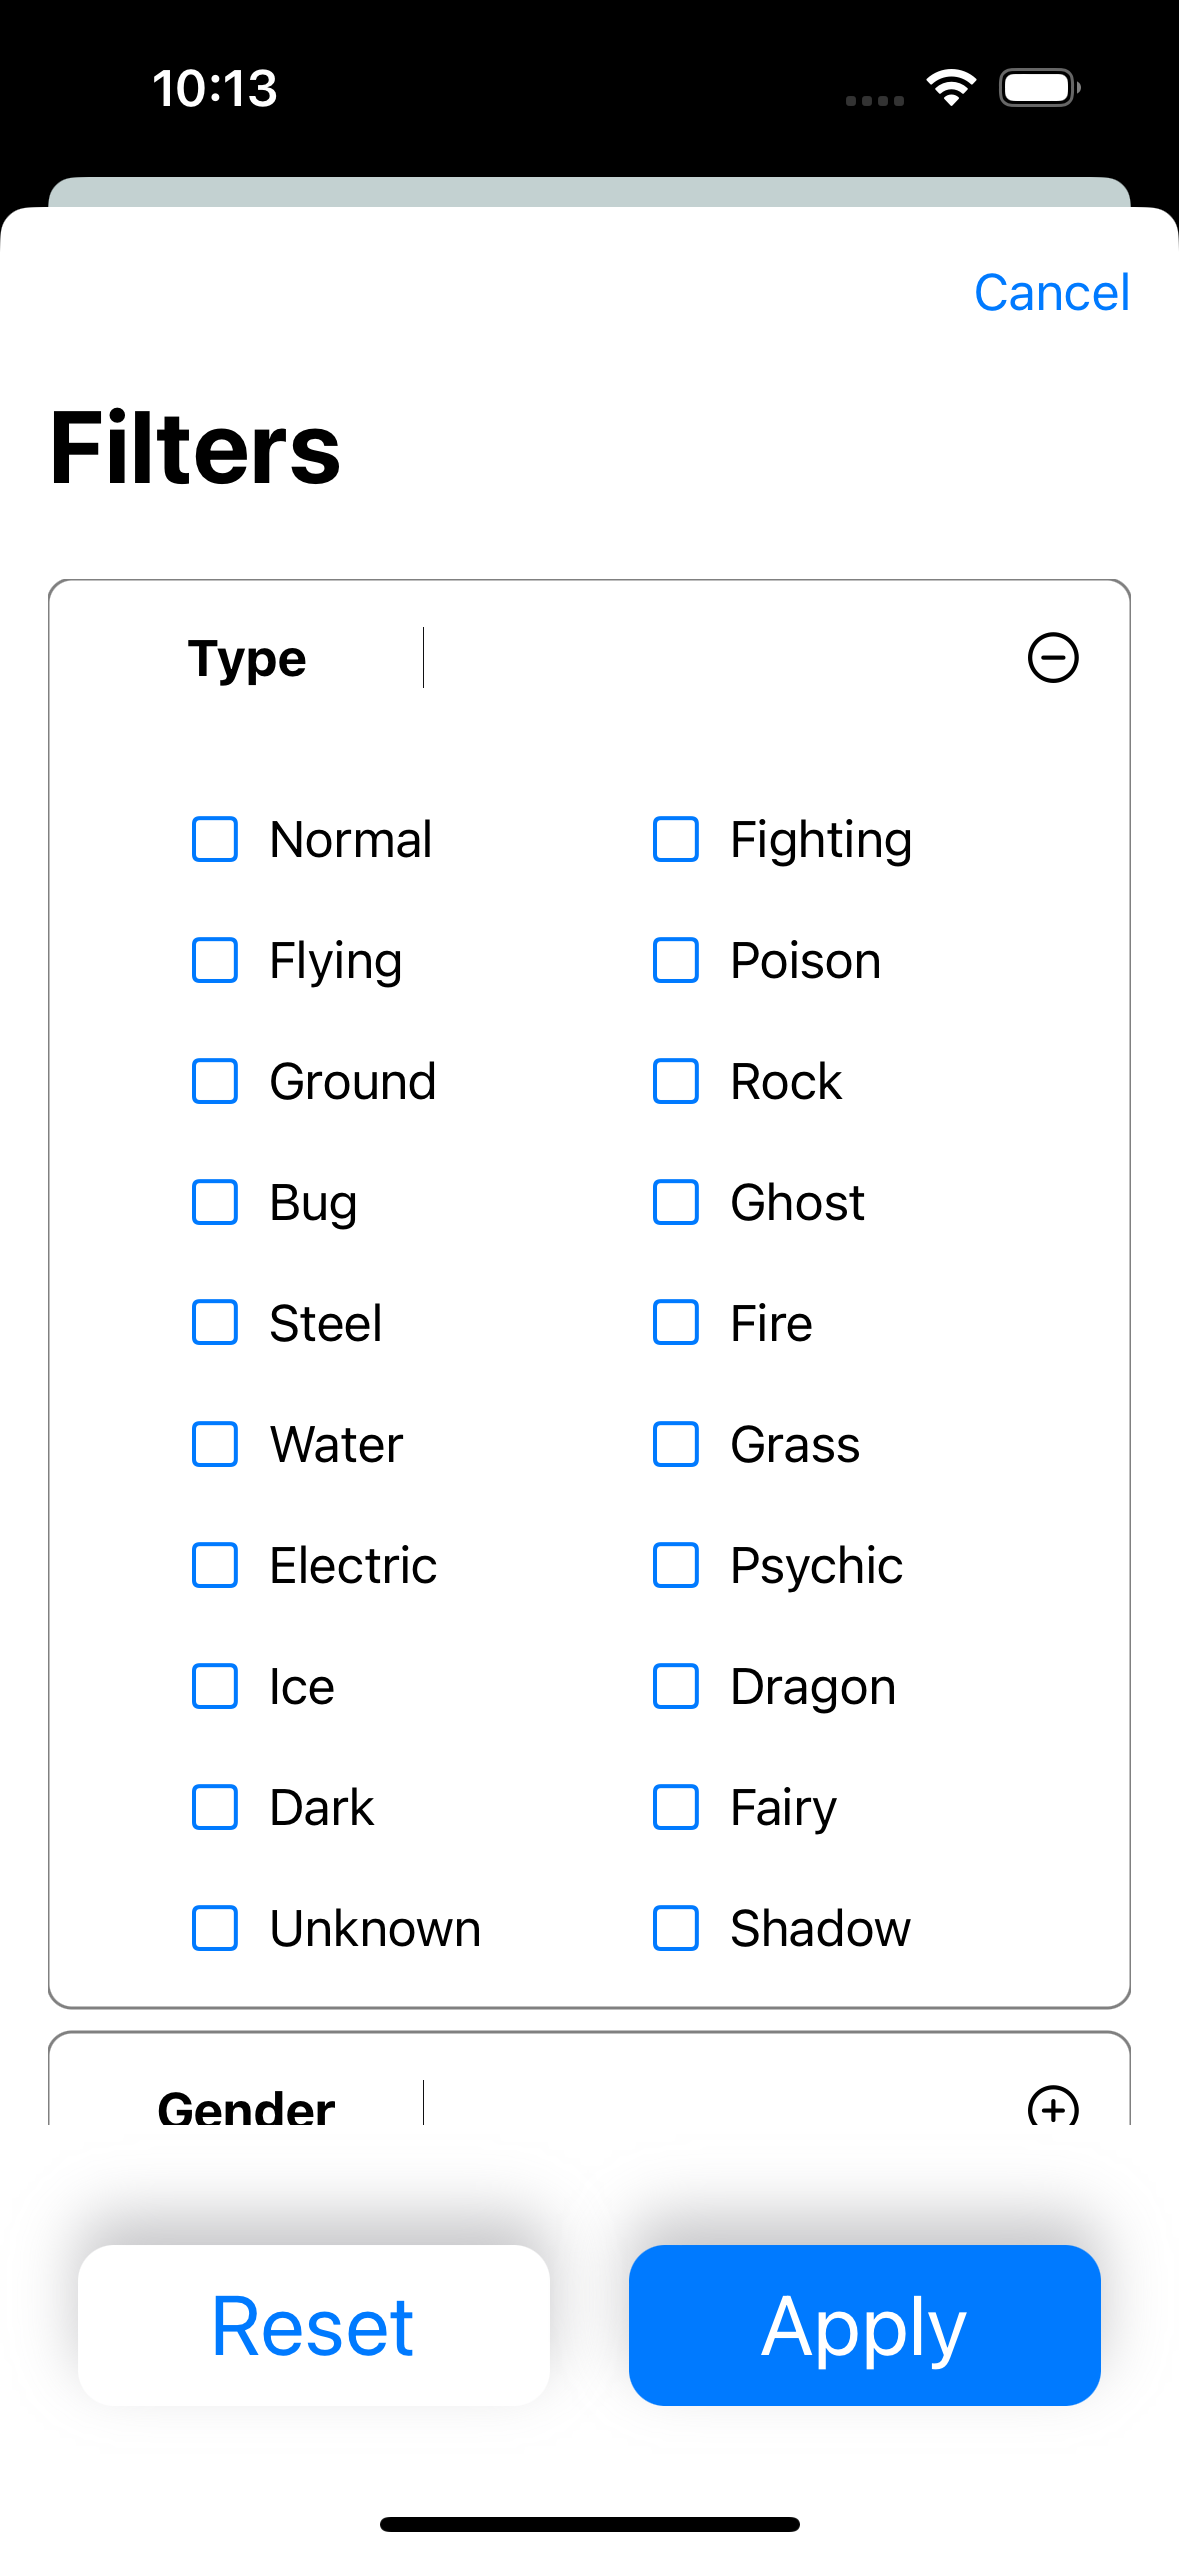 10:13
Cancel
Filters
Type
Normal Fighting
Flying Poison
Ground Rock
Bug Ghost
Steel Fire
Water Grass
Electric Psychic
Ice Dragon
Dark Fairy
Unknown Shadow
Gender
Reset Apply